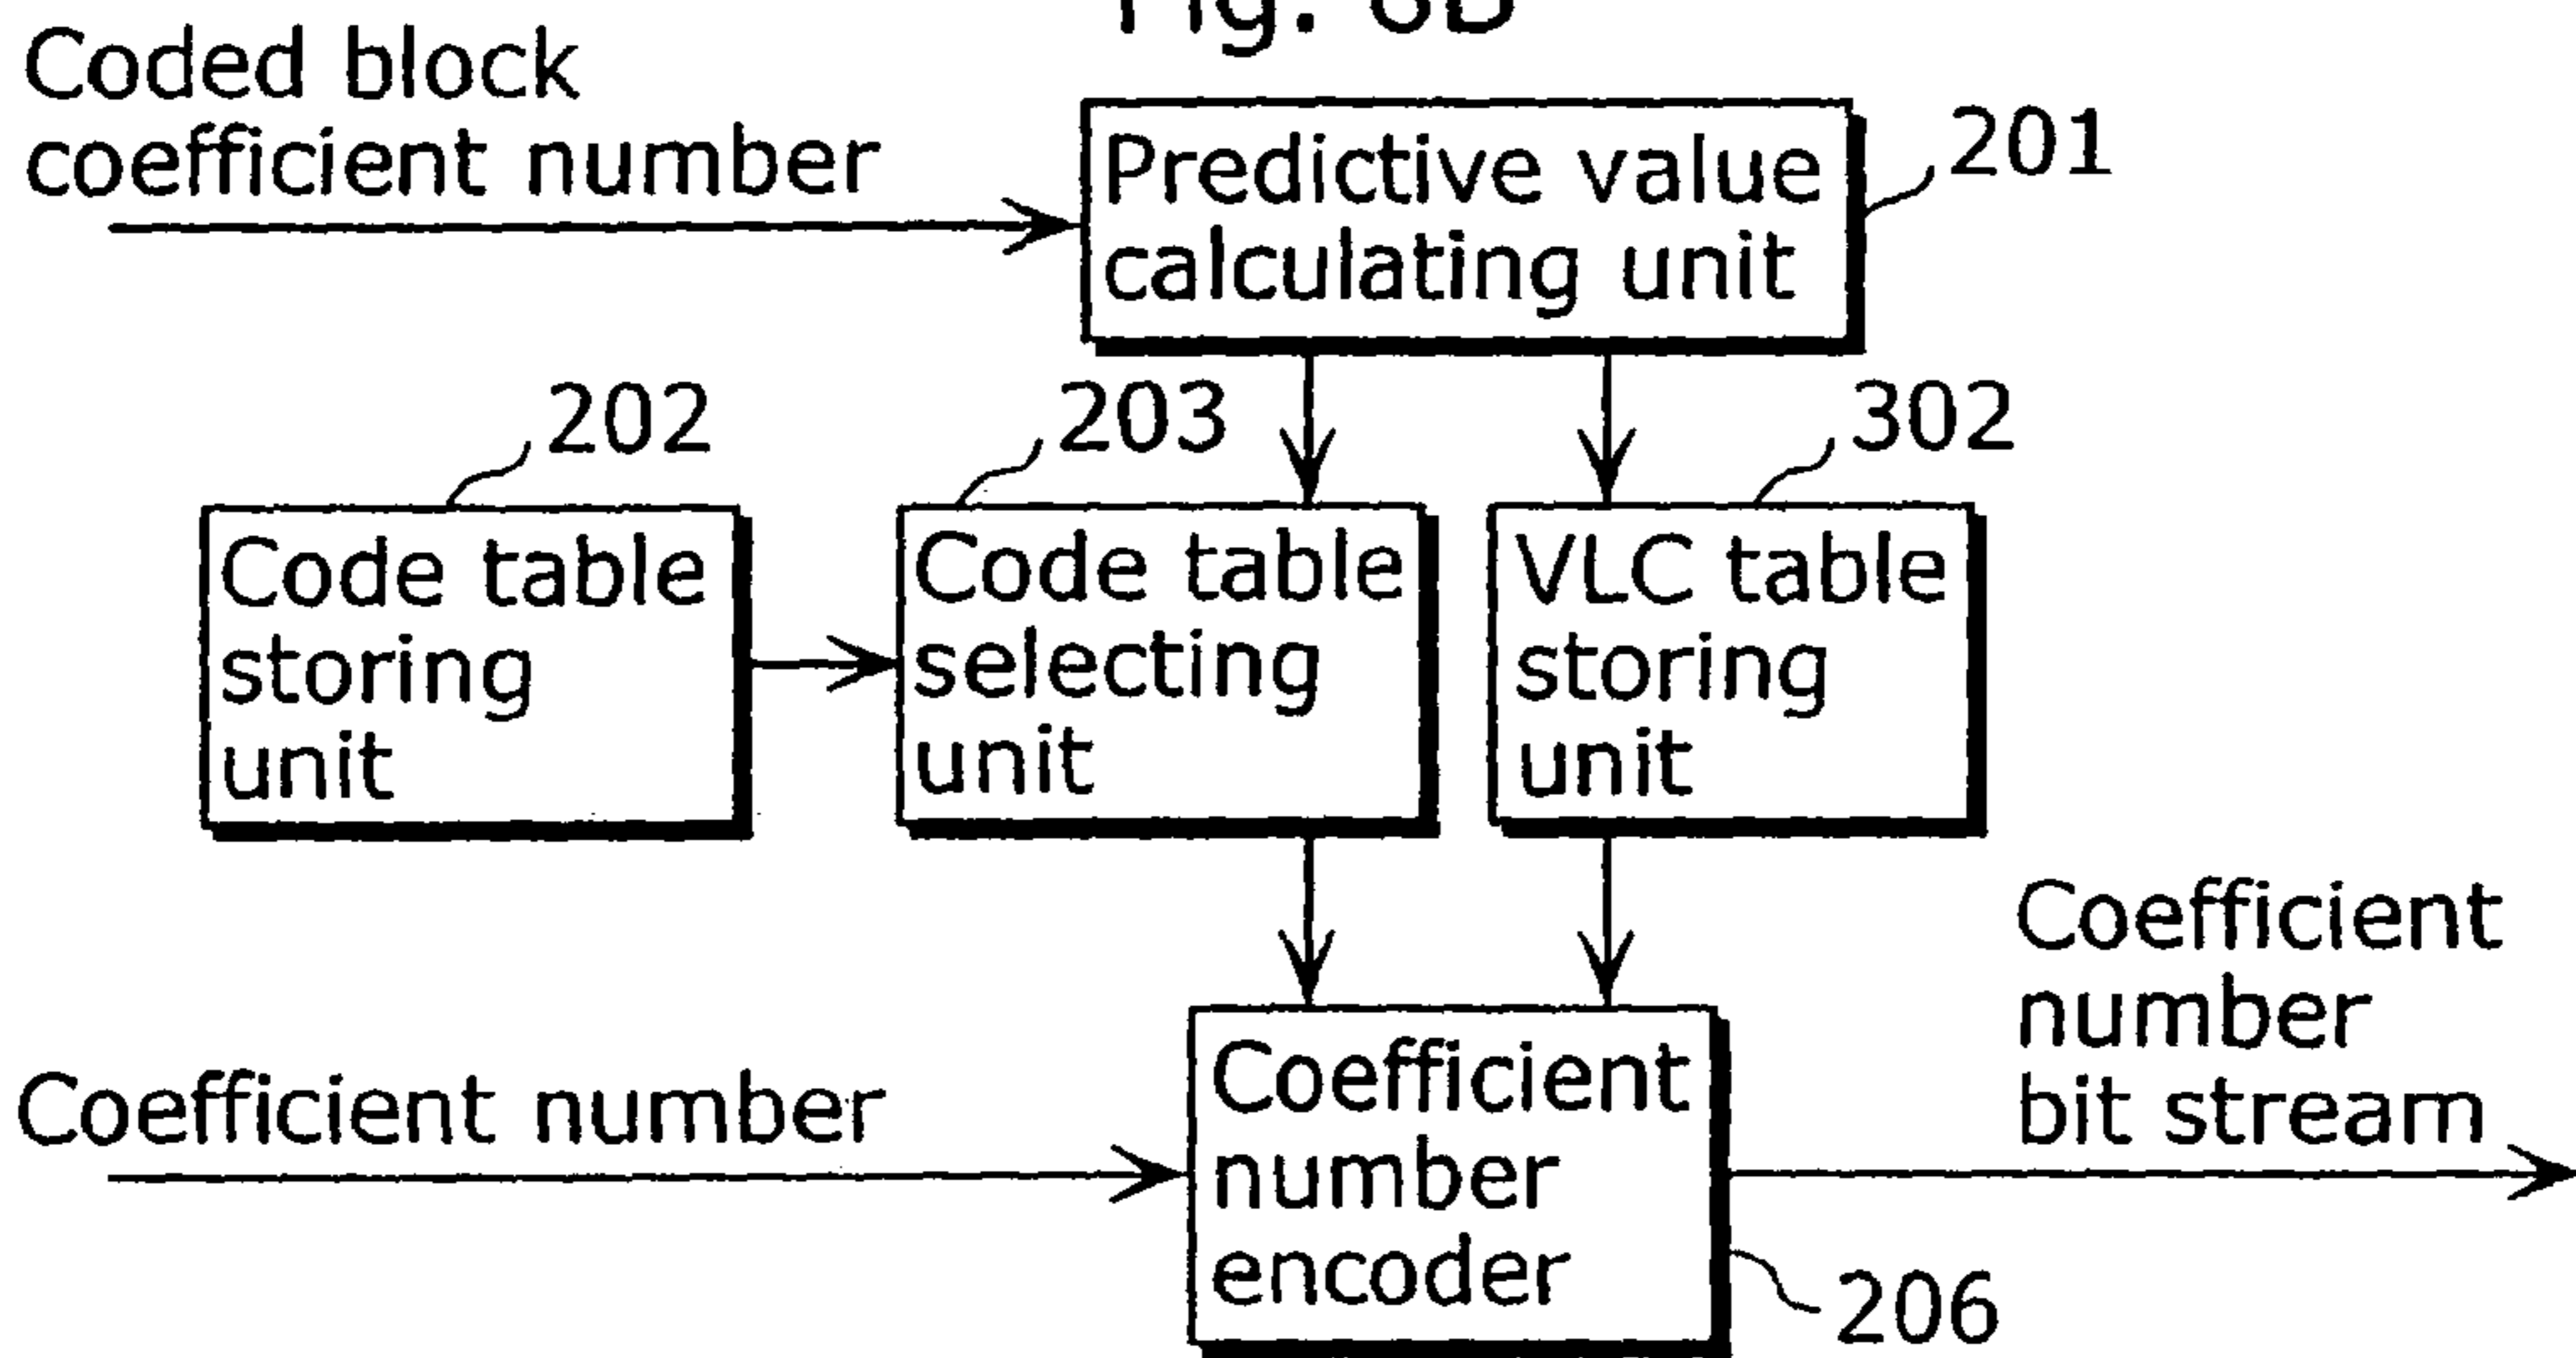 Coded block
coefficient number
Predictive value
calculating unit
201
202
203
302
Code table
storing
unit
Code table
selecting
unit
VLC table
storing
unit
Coefficient
number
bit stream
Coefficient number
Coefficient
number
encoder
206